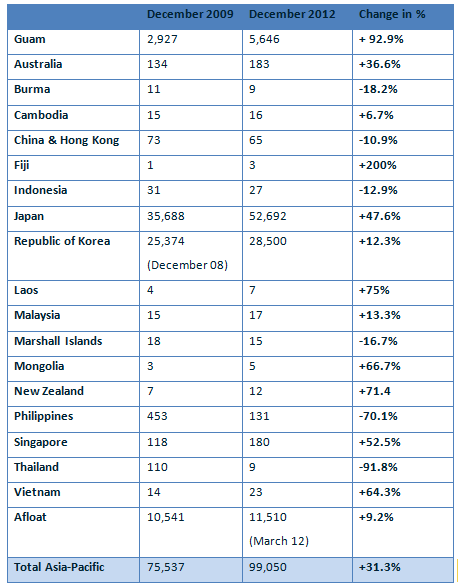 December 2009 December 2012 Change in %
Guam 2,927 5,646 + 92.9%
Australia 134 183 +36.6%
Burma 11 9 -18.2%
Cambodia 15 16 +6.7%
China & Hong Kong 73 65 -10.9%
Fiji 1 3 +200%
Indonesia 31 27 -12.9%
Japan 35,688 52,692 +47.6%
Republic of Korea 25,374 28,500 +12.3%
(December 08)
Laos 4 7 +75%
Malaysia 15 17 +13.3%
Marshall Islands 18 15 -16.7%
Mongolia 3 5 +66.7%
New Zealand 7 12 +71.4
Philippines 453 131 -70.1%
Singapore 118 180 +52.5%
Thailand 110 9 -91.8%
Vietnam 14 23 +64.3%
Afloat 10,541 11,510 +9.2%
(March 12)
Total Asia-Pacific 75,537 99,050 +31.3%